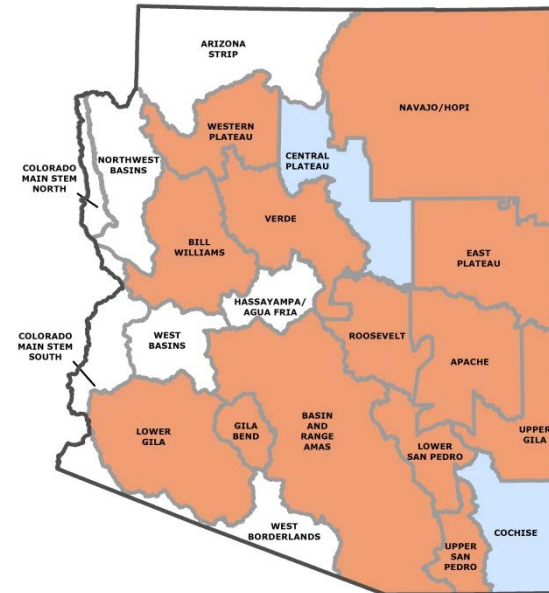 ARIZONA
STRIP
NAVAJO/HOPI
WESTERN
PLATEAU
CENTRAL
PLATEAU
COLORADO
MAIN STEM
NORTH
NORTHWEST
BASINS
VERDE
BILL
WILLIAMS
EAST
PLATEAU
HASSAYAMPA/
AGUA FRIA
COLORADO
MAIN STEM
SOUTH
WEST
BASINS
ROOSEVELT
APACHE
LOWER
GILA
GILA
BEND
BASIN
AND
RANGE
AMAS
LOWER
SAN PEDRO
UPPER
GILA
WEST
BORDERLANDS
UPPER
SAN
PEDRO
COCHISE